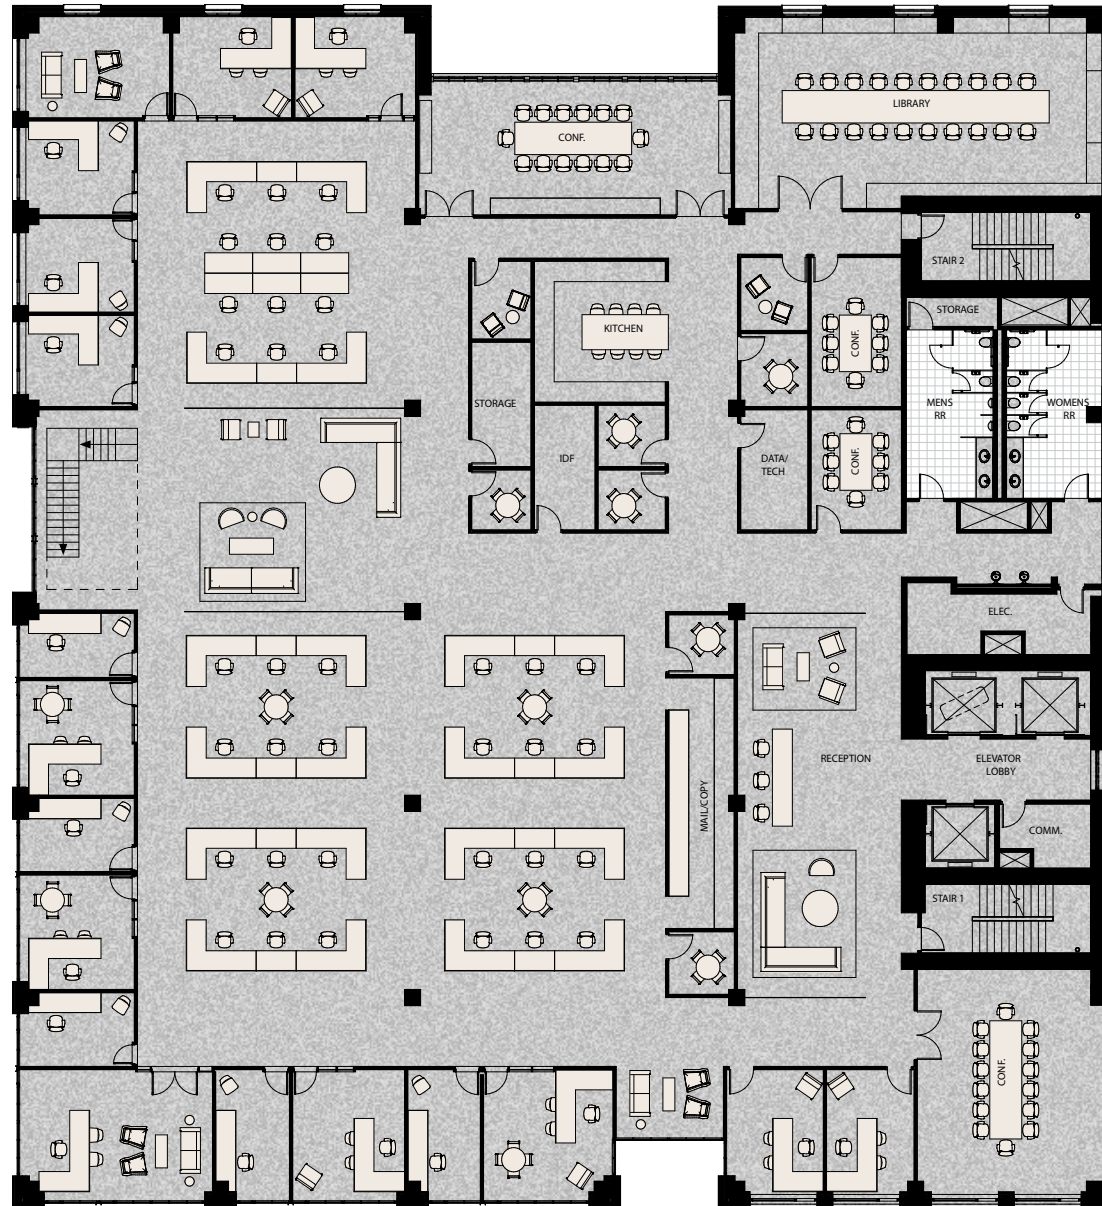 LIBRARY
CONF.
STAIR 2
STORAGE
KITCHEN
CONF.
MENS
RR
WOMENS
RR
STORAGE
IDF
DATA/
TECH
CONF.
ELEC.
RECEPTION
ELEVATOR
LOBBY
MAIL/COPY
COMM.
STAIR 1
CONF.